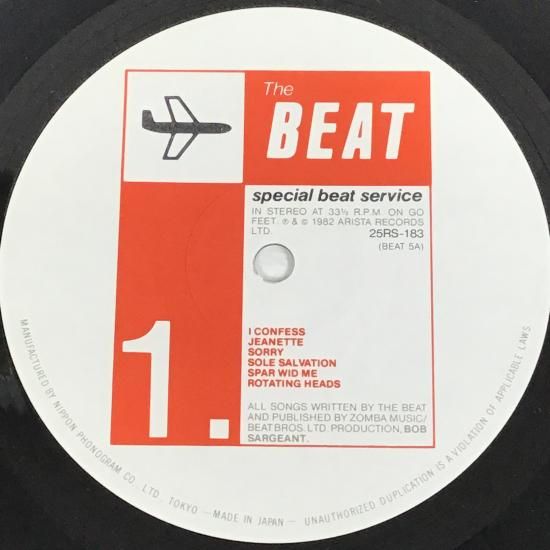 The
BEAT
special beat service
IN STEREO AT 33⅓ R.P.M. ON GO
FEET. ℗ & © 1982 ARISTA RECORDS
LTD.
25RS-183
(BEAT 5A)
1.
I CONFESS
JEANETTE
SORRY
SOLE SALVATION
SPAR WID ME
ROTATING HEADS
ALL SONGS WRITTEN BY THE BEAT
AND PUBLISHED BY ZOMBA MUSIC/
BEAT BROS. LTD. PRODUCTION, BOB
SARGEANT.
MANUFACTURED BY NIPPON PHONOGRAM CO., LTD. TOKYO —MADE IN JAPAN— UNAUTHORIZED DUPLICATION IS A VIOLATION OF APPLICABLE LAWS